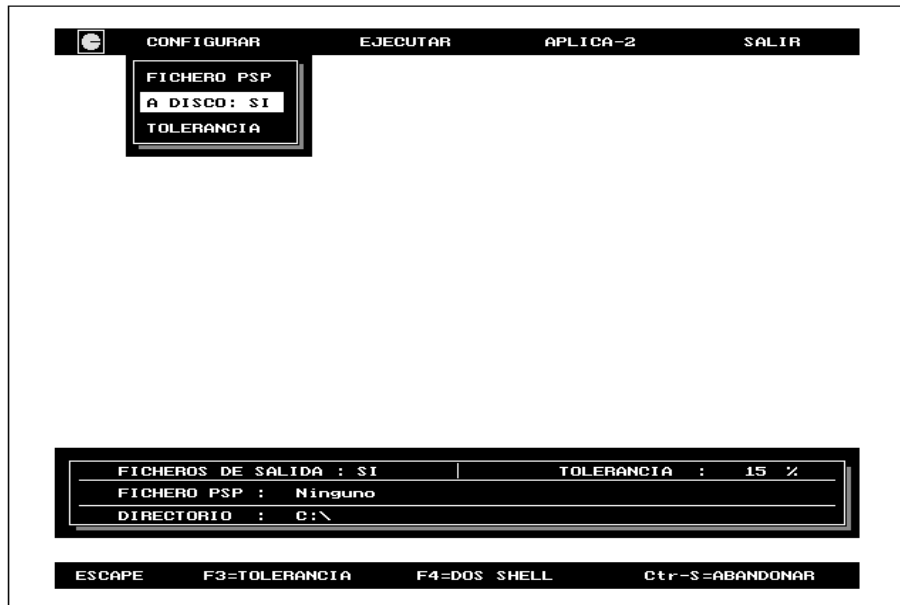 CONFIGURAR EJECUTAR APLICA-2 SALIR
FICHERO PSP
A DISCO: SI
TOLERANCIA
FICHEROS DE SALIDA : SI TOLERANCIA : 15 %
FICHERO PSP : Ninguno
DIRECTORIO : C:\
ESCAPE F3=TOLERANCIA F4=DOS SHELL Ctr-S=ABANDONAR